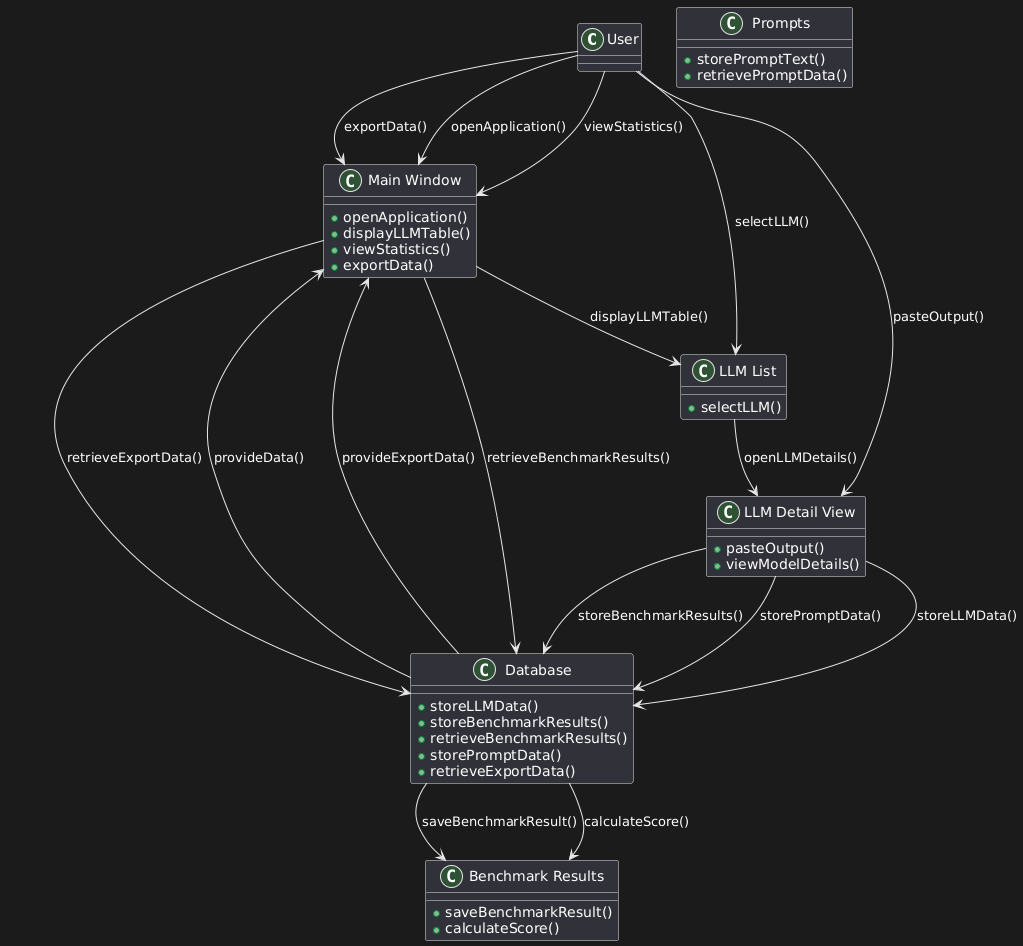 C User
C Prompts
storePromptText()
retrievePromptData()
exportData()
openApplication()
viewStatistics()
C Main Window
openApplication()
displayLLMTable()
viewStatistics()
exportData()
selectLLM()
displayLLMTable()
pasteOutput()
C LLM List
selectLLM()
retrieveExportData()
provideData()
provideExportData()
retrieveBenchmarkResults()
openLLMDetails()
C LLM Detail View
pasteOutput()
viewModelDetails()
storeBenchmarkResults()
storePromptData()
storeLLMData()
C Database
storeLLMData()
storeBenchmarkResults()
retrieveBenchmarkResults()
storePromptData()
retrieveExportData()
saveBenchmarkResult()
calculateScore()
C Benchmark Results
saveBenchmarkResult()
calculateScore()